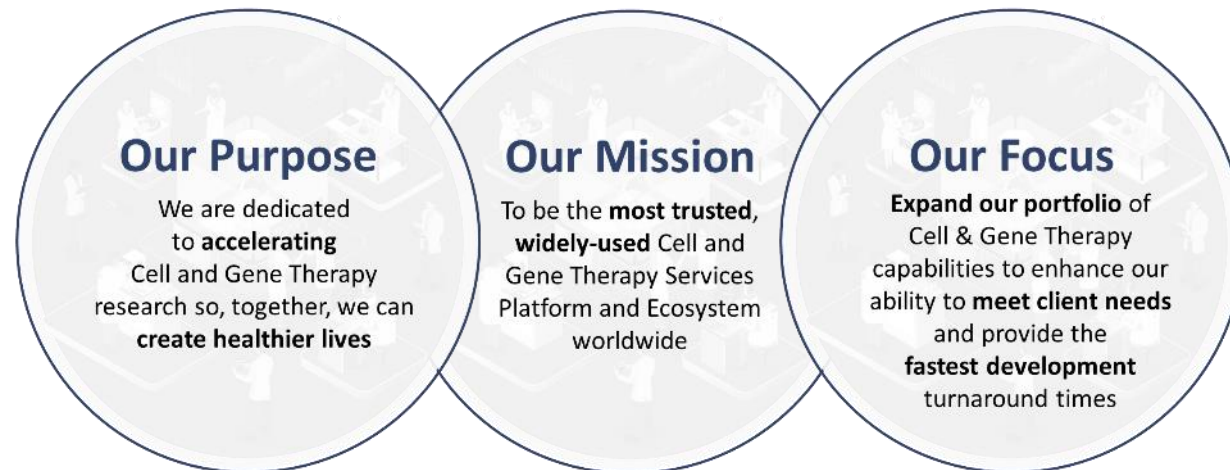 Our Purpose
We are dedicated
to accelerating
Cell and Gene Therapy
research so, together, we can
create healthier lives
Our Mission
To be the most trusted,
widely-used Cell and
Gene Therapy Services
Platform and Ecosystem
worldwide
Our Focus
Expand our portfolio of
Cell & Gene Therapy
capabilities to enhance our
ability to meet client needs
and provide the
fastest development
turnaround times